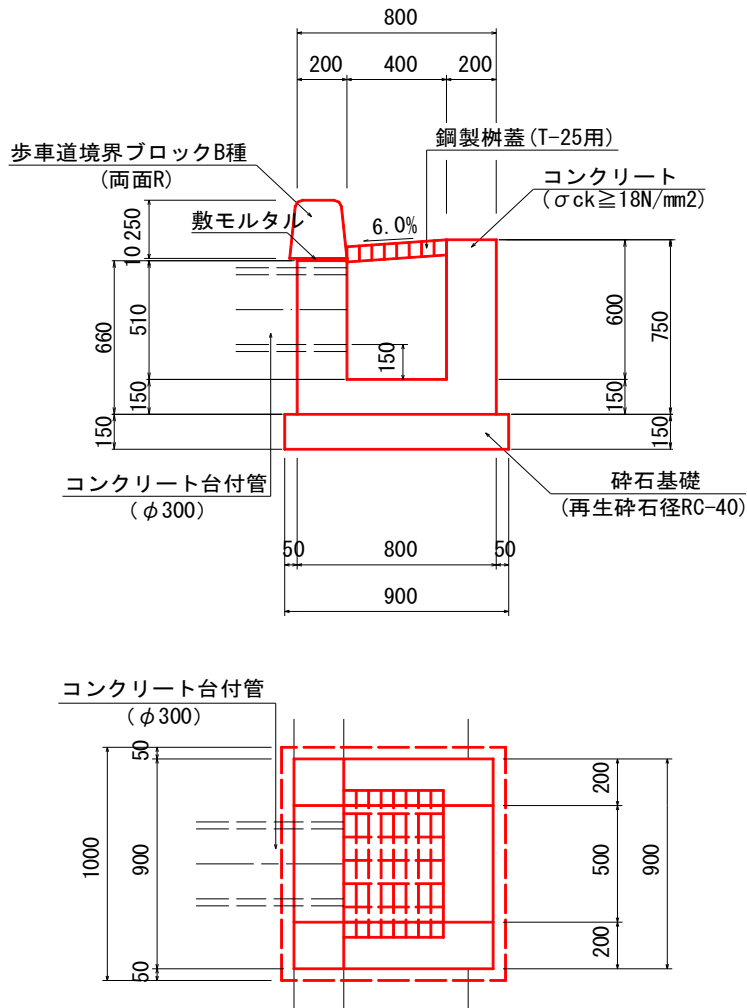 800
200
400
200
鋼製桝蓋(T-25用)
歩車道境界ブロックB種
(両面R)
コンクリート
(σck≧18N/mm2)
敷モルタル
6.0%
250
10
510
660
150
150
150
600
750
150
150
コンクリート台付管
(φ300)
砕石基礎
(再生砕石径RC-40)
50
800
50
900
コンクリート台付管
(φ300)
50
200
1000
900
500
900
200
50